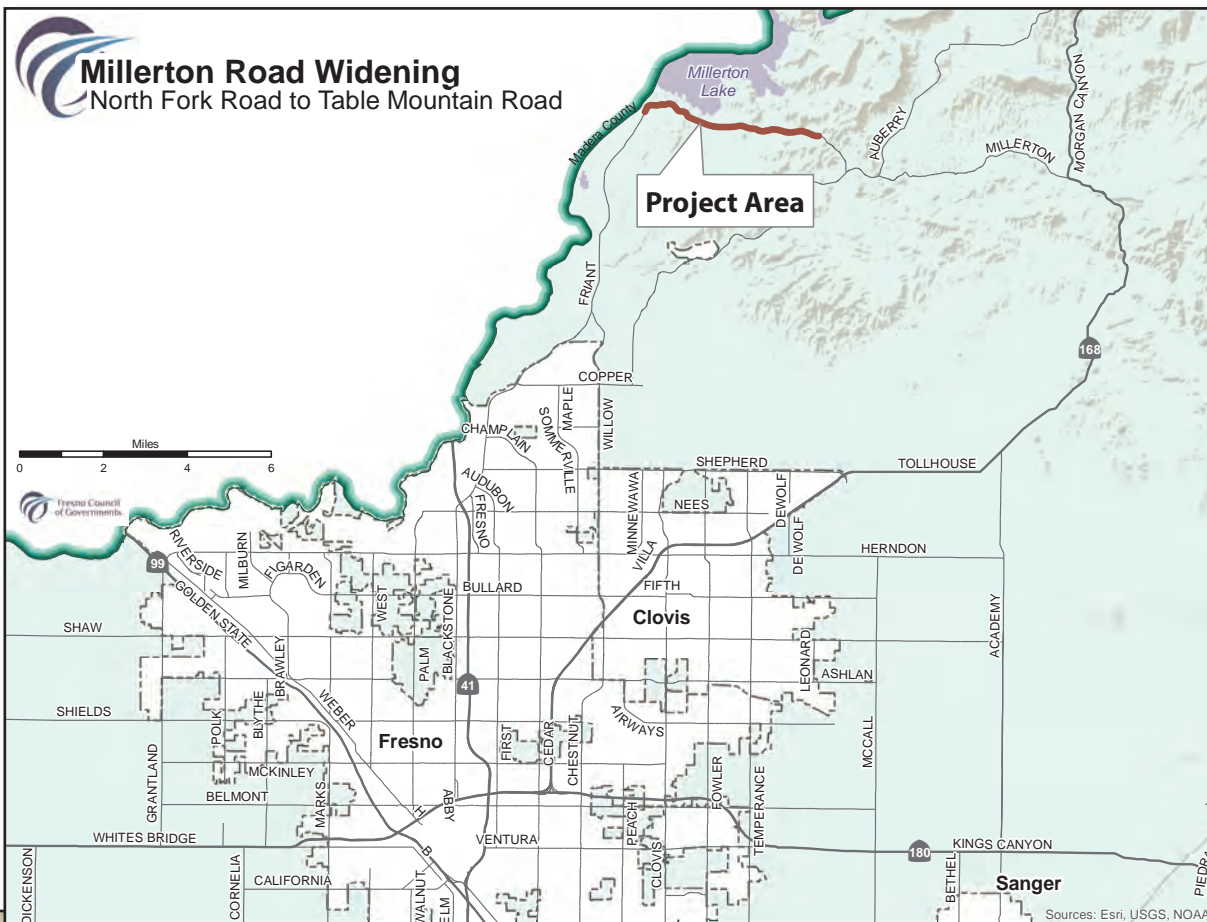 Millerton Road Widening
North Fork Road to Table Mountain Road
Millerton
Lake
Madera County
MORGAN CANYON
AUBERRY
MILLERTON
Project Area
FRIANT
168
COPPER
MAPLE
WILLOW
SOMMERVILLE
CHAMPLAIN
Miles
0 2 4 6
Fresno Council
of Governments
AUDUBON
FRESNO
SHEPHERD
TOLLHOUSE
MINNEWAWA
NEES
DEWOLF
DEWOLF
VILLA
HERNDON
99
RIVERSIDE
MILBURN
F GARDEN
GOLDEN STATE
WEST
BULLARD
FIFTH
Clovis
SHAW
BRAWLEY
PALM
BLACKSTONE
41
LEONARD
ASHLAN
ACADEMY
SHIELDS
POLK
BLYTHE
WEBER
Fresno
FIRST
CEDAR
CHESTNUT
AIRWAYS
MCCALL
GRANTLAND
MCKINLEY
BELMONT
MARKS
ABBY
H
FOWLER
TEMPERANCE
PEACH
WHITES BRIDGE
VENTURA
B
CLOVIS
180
KINGS CANYON
DICKENSON
CORNELIA
CALIFORNIA
WALNUT
ELM
BETHEL
Sanger
PIEDRA
Sources: Esri, USGS, NOAA